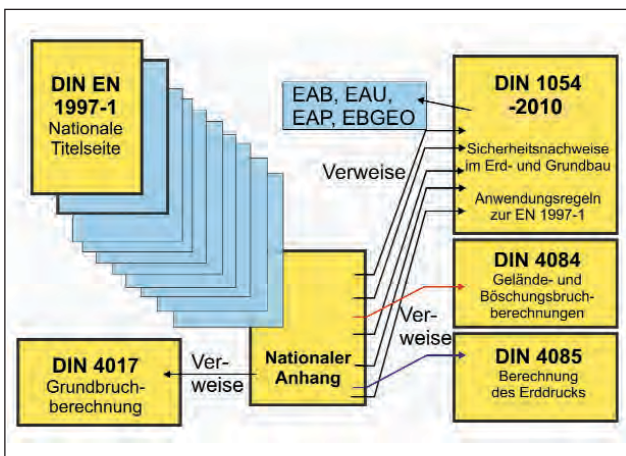 DIN EN
1997-1
Nationale
Titelseite
EAB, EAU,
EAP, EBGEO
Verweise
DIN 1054
-2010
Sicherheitsnachweise
im Erd- und Grundbau
Anwendungsregeln
zur EN 1997-1
DIN 4084
Gelände- und
Böschungsbruch-
berechnungen
Ver-
weise
DIN 4085
Berechnung
des Erddrucks
Nationaler
Anhang
Ver-
weise
DIN 4017
Grundbruch-
berechnung